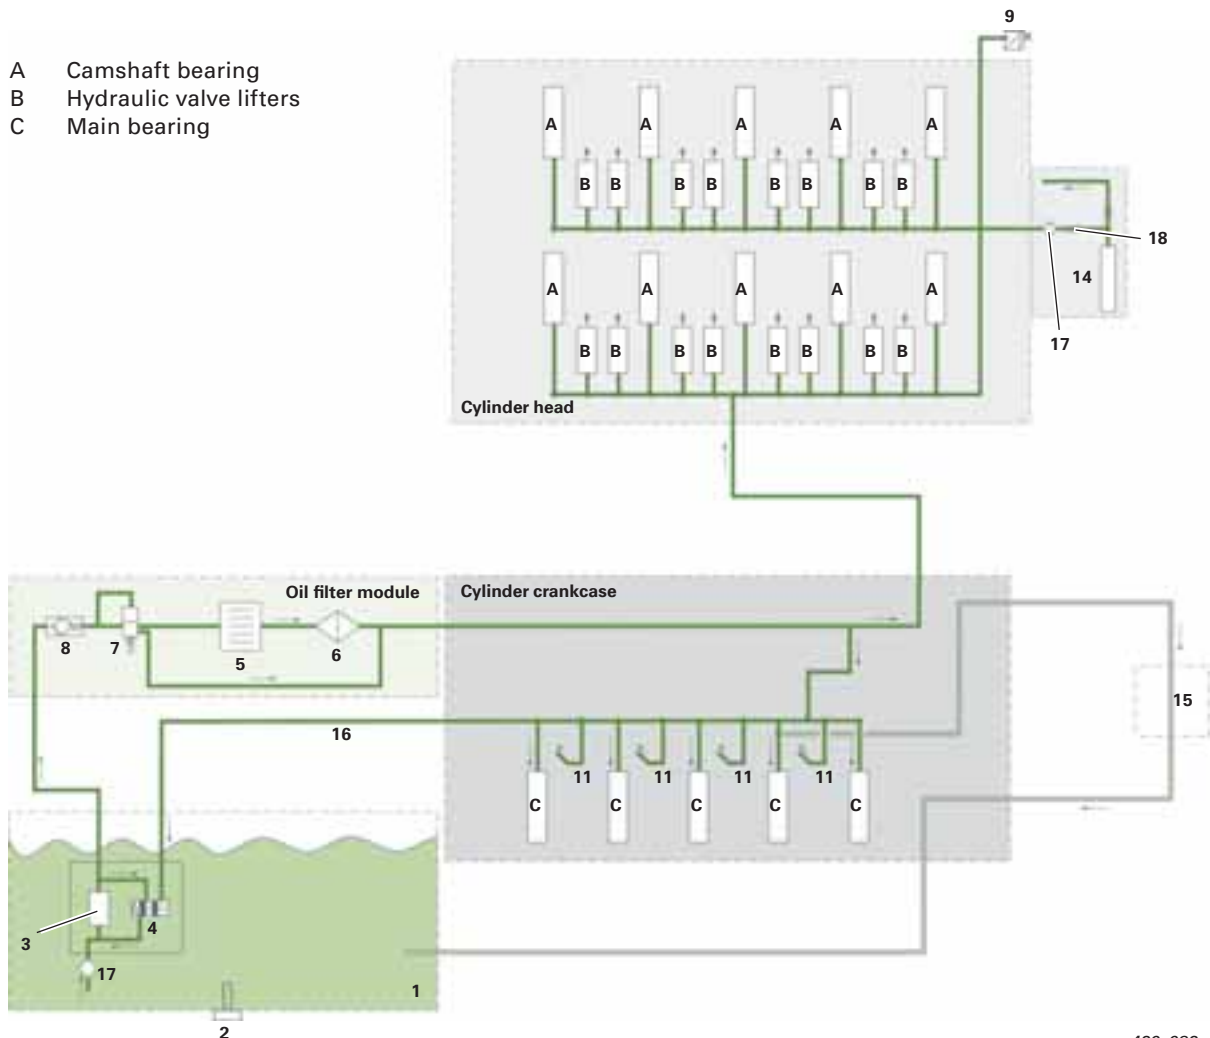 9
A Camshaft bearing
B Hydraulic valve lifters
C Main bearing
A A A A A
B B B B B B B B
18
14
17
A A A A A
B B B B B B B B
Cylinder head
Oil filter module
Cylinder crankcase
8 7 5 6
15
16
11 11 11 11
C C C C C
3
4
17
1
2